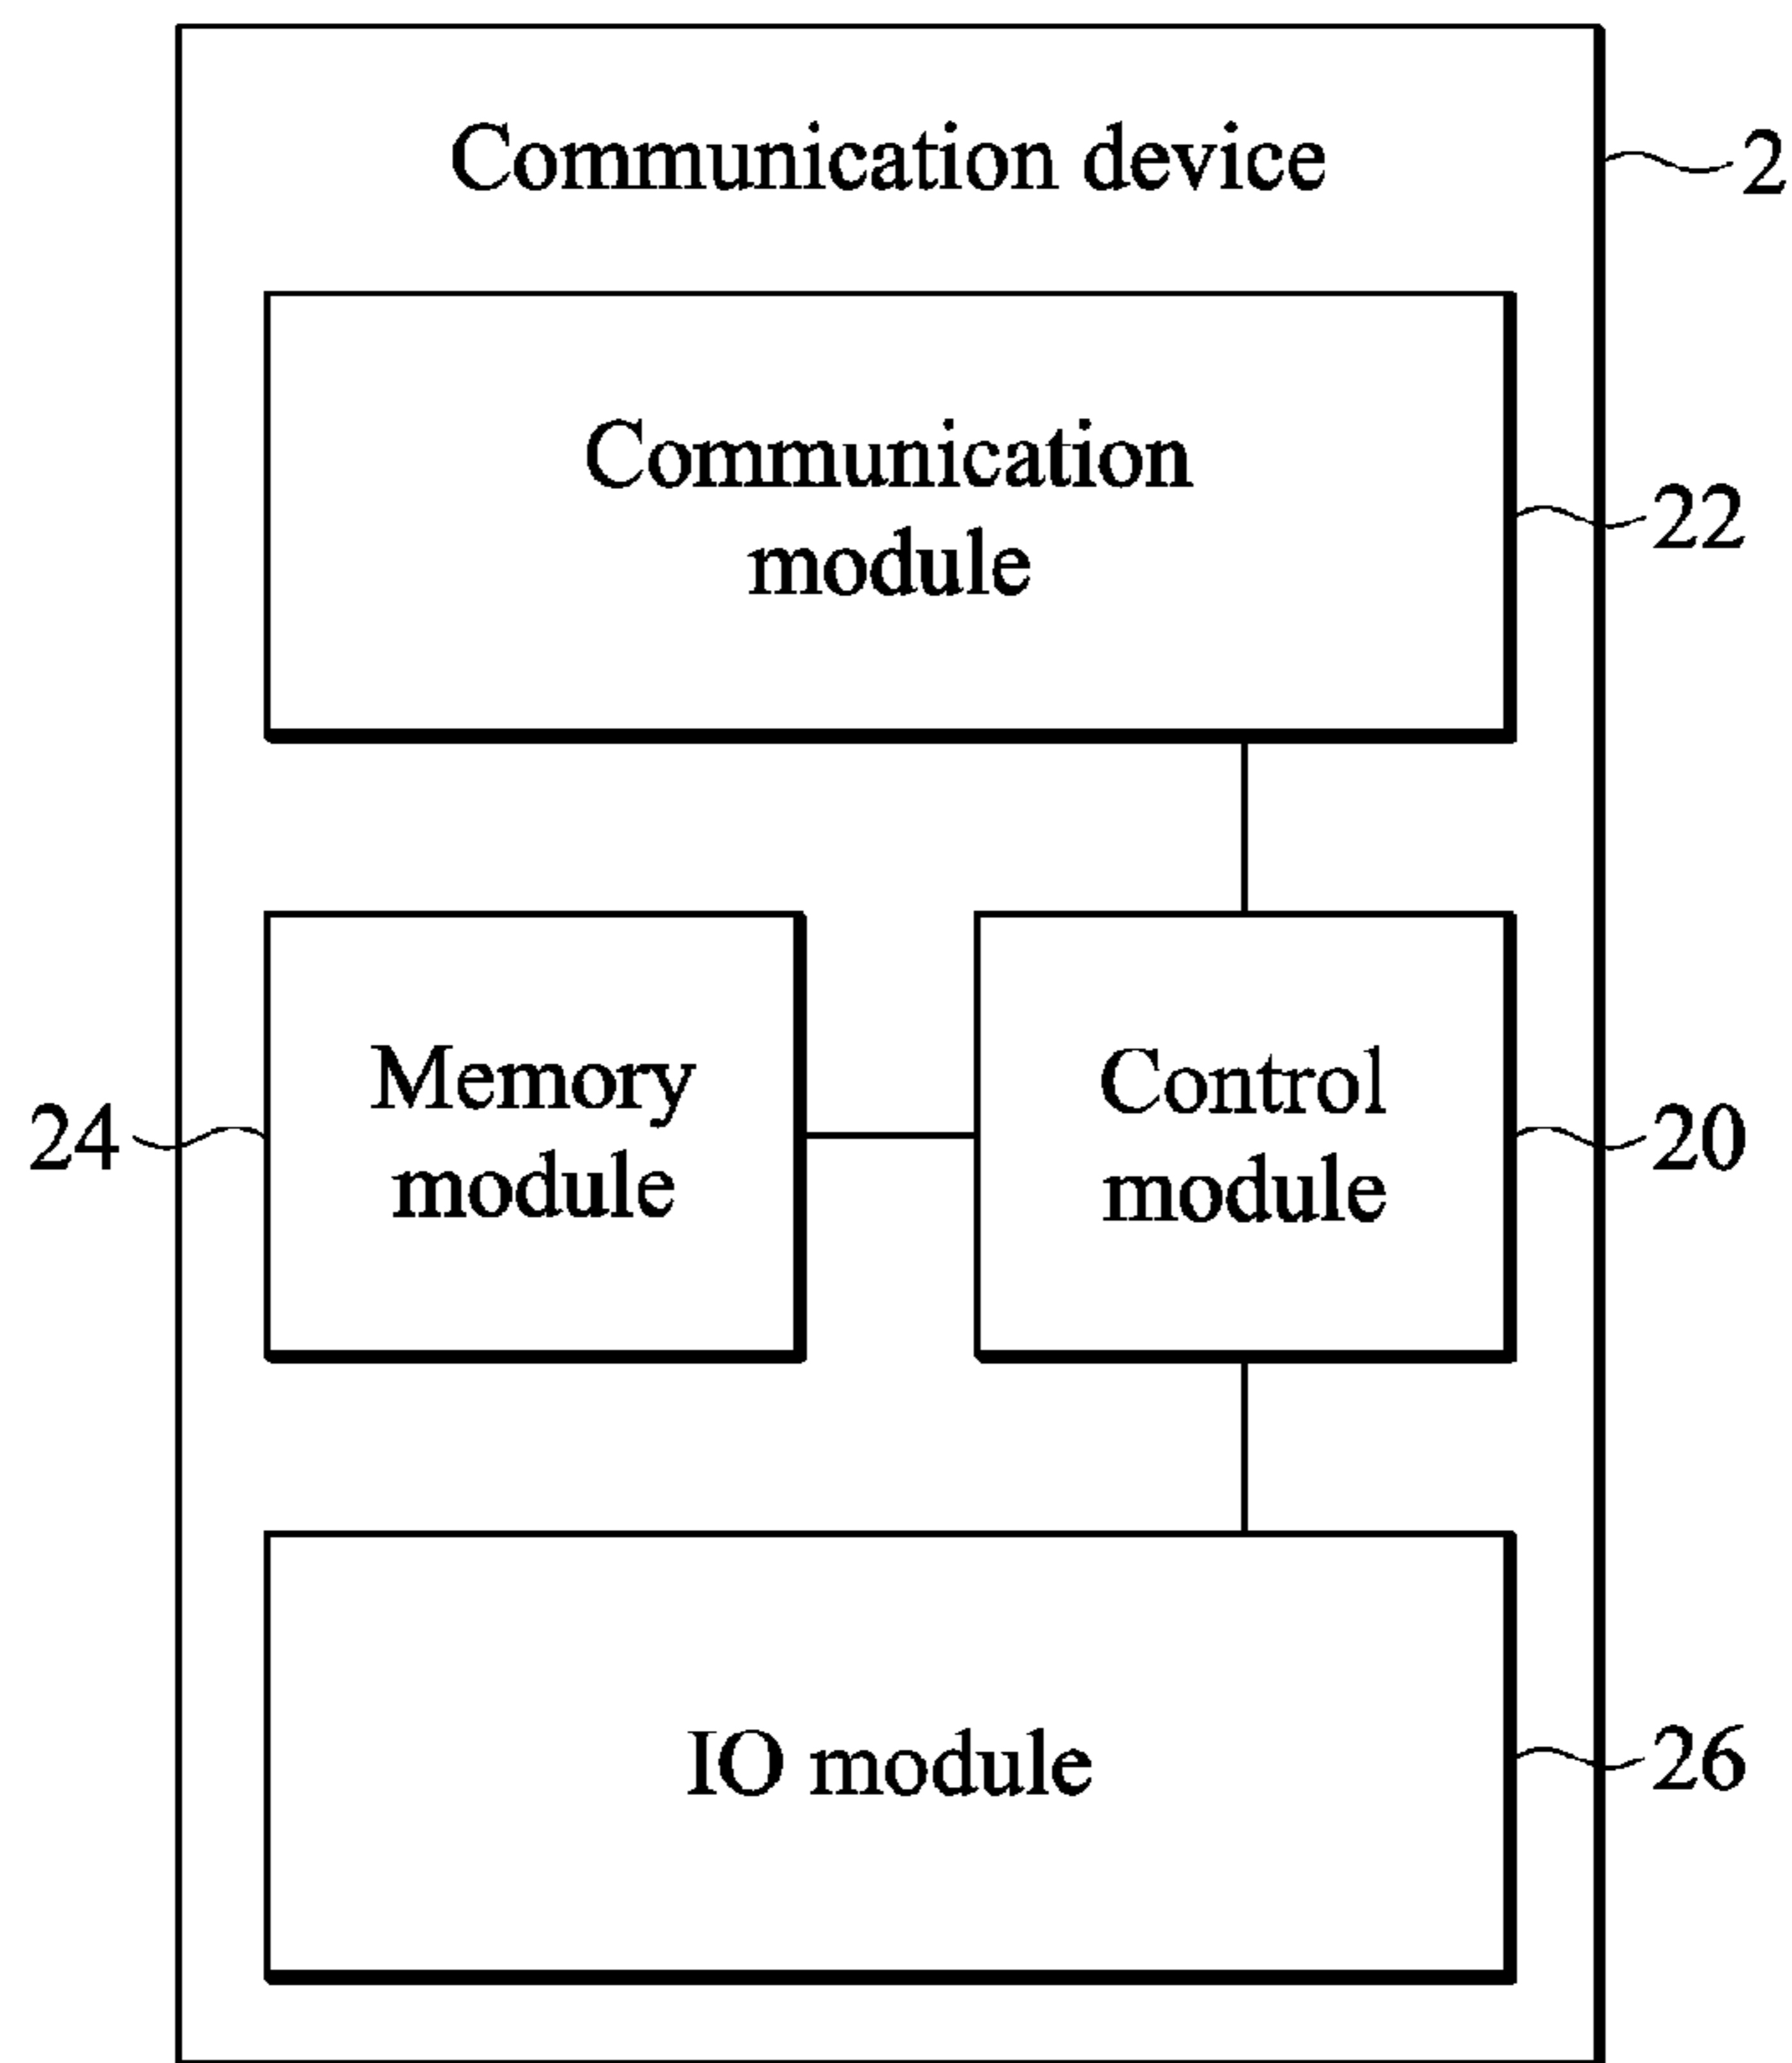 Communication device
2
Communication
module
22
Memory
module
24
Control
module
20
IO module
26